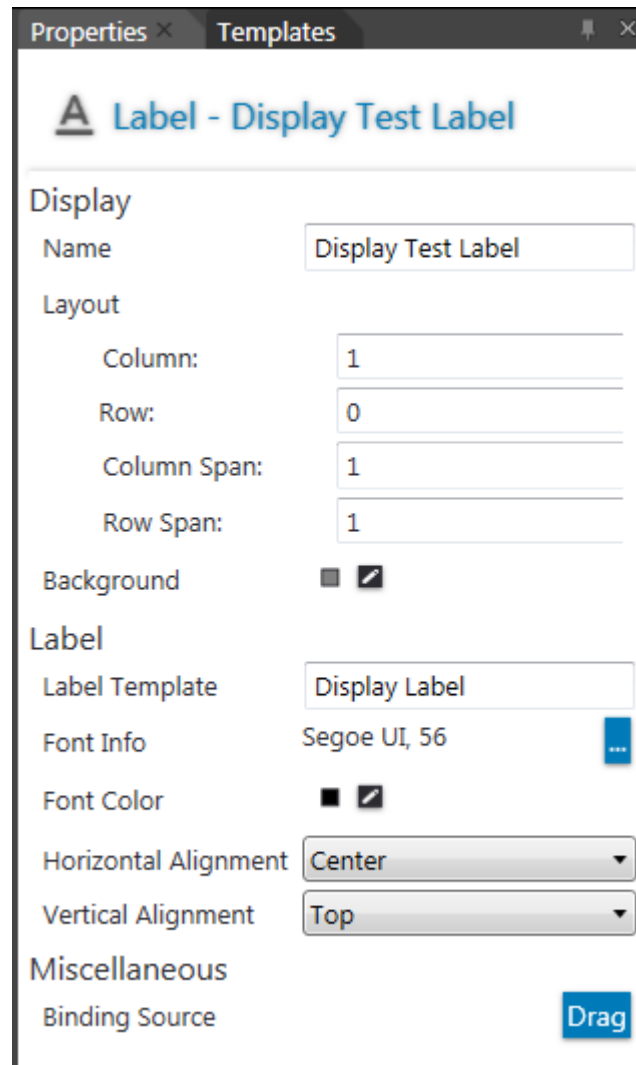 Properties Templates
Label - Display Test Label
Display
Name Display Test Label
Layout
Column: 1
Row: 0
Column Span: 1
Row Span: 1
Background
Label
Label Template Display Label
Font Info Segoe UI, 56 ...
Font Color
Horizontal Alignment Center
Vertical Alignment Top
Miscellaneous
Binding Source Drag